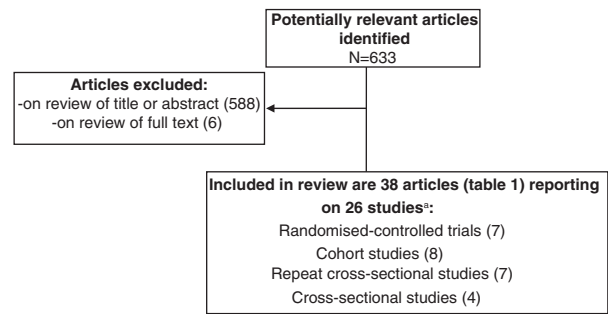 Potentially relevant articles
identified
N=633
Articles excluded:
-on review of title or abstract (588)
-on review of full text (6)
Included in review are 38 articles (table 1) reporting
on 26 studiesª:
Randomised-controlled trials (7)
Cohort studies (8)
Repeat cross-sectional studies (7)
Cross-sectional studies (4)